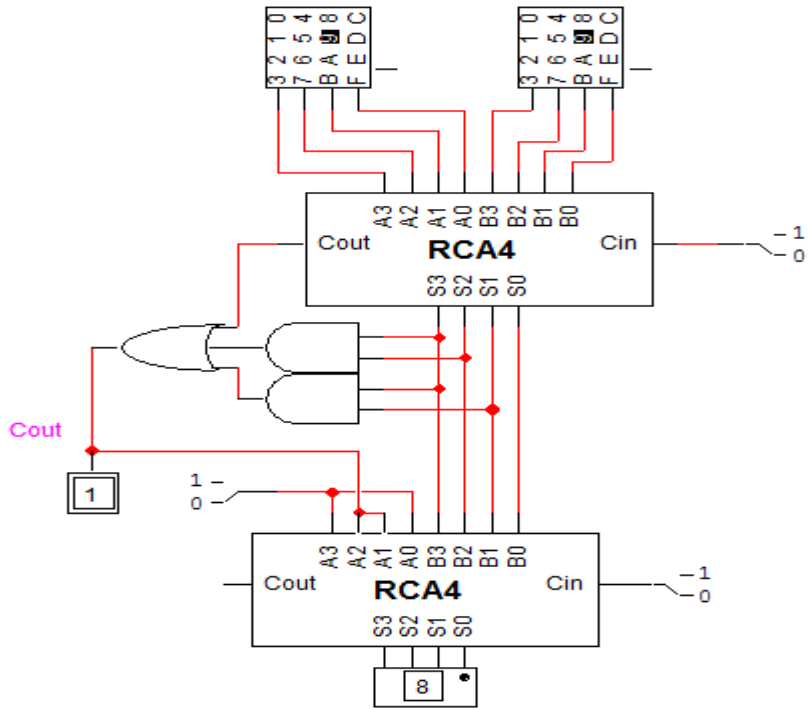 3 2 1 0
7 6 5 4
B A 9 8
F E D C
3 2 1 0
7 6 5 4
B A 9 8
F E D C
A3 A2 A1 A0 B3 B2 B1 B0
Cout RCA4 Cin
1
0
S3 S2 S1 S0
Cout
1
1
0
A3 A2 A1 A0 B3 B2 B1 B0
Cout RCA4 Cin
1
0
S3 S2 S1 S0
8